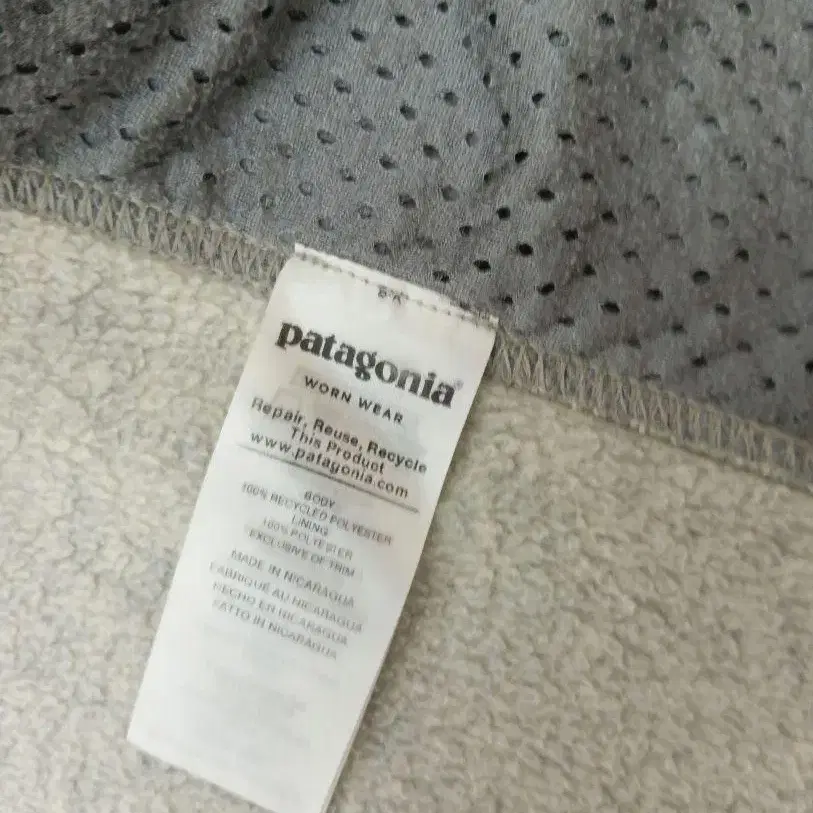 patagonia®
WORN WEAR
Repair, Reuse, Recycle
This Product
www.patagonia.com
BODY
100% RECYCLED POLYESTER
LINING
100% POLYESTER
EXCLUSIVE OF TRIM
MADE IN NICARAGUA
FABRIQUÉ AU NICARAGUA
HECHO EN NICARAGUA
FATTO IN NICARAGUA